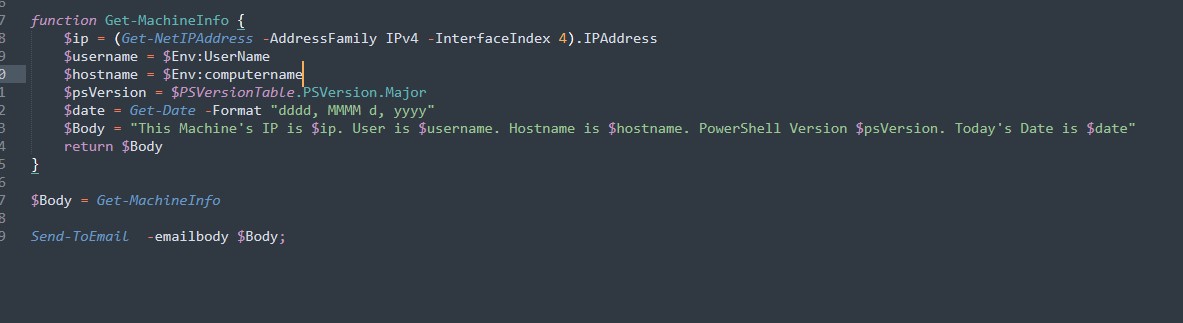 7 function Get-MachineInfo {
8 $ip = (Get-NetIPAddress -AddressFamily IPv4 -InterfaceIndex 4).IPAddress
9 $username = $Env:UserName
0 $hostname = $Env:computername
1 $psVersion = $PSVersionTable.PSVersion.Major
2 $date = Get-Date -Format "dddd, MMMM d, yyyy"
3 $Body = "This Machine's IP is $ip. User is $username. Hostname is $hostname. PowerShell Version $psVersion. Today's Date is $date"
4 return $Body
5 }
6
7 $Body = Get-MachineInfo
8
9 Send-ToEmail -emailbody $Body;